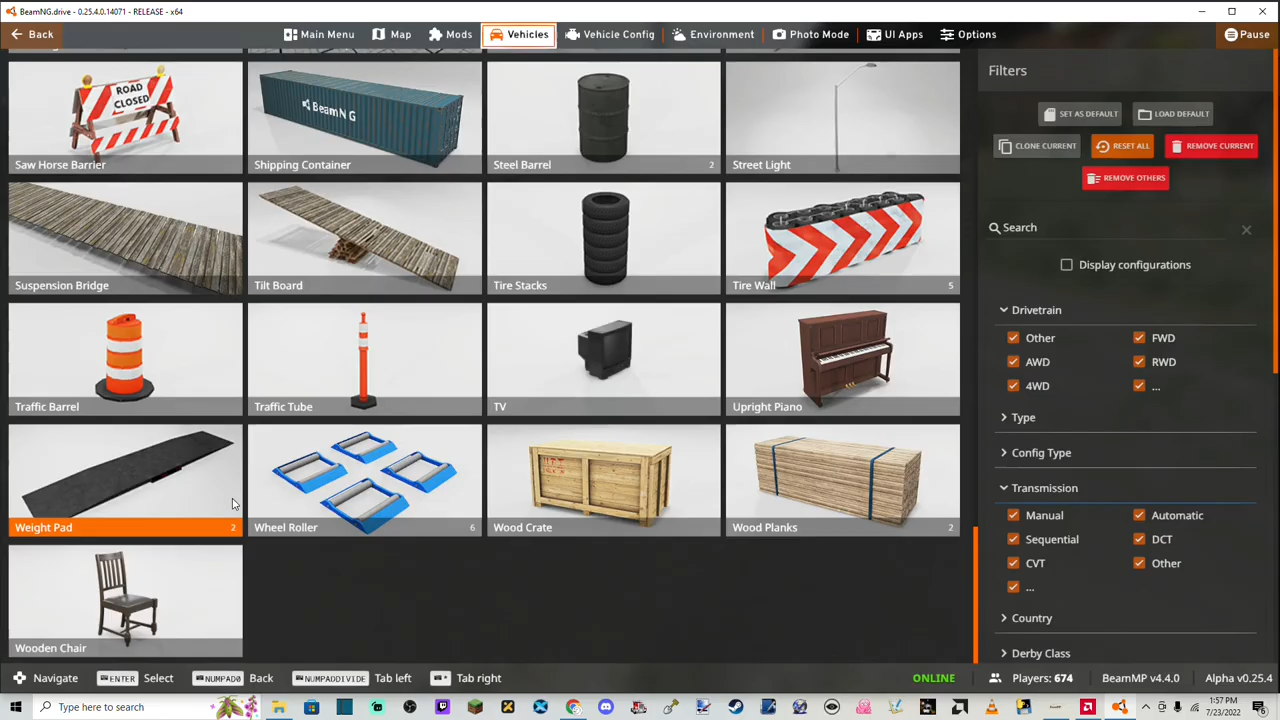 BeamNG.drive - 0.25.4.0.14071 - RELEASE - x64
Back
Main Menu
Map
Mods
Vehicles
Vehicle Config
Environment
Photo Mode
UI Apps
Options
Pause
Filters
SET AS DEFAULT
LOAD DEFAULT
CLONE CURRENT
RESET ALL
REMOVE CURRENT
REMOVE OTHERS
Search
Display configurations
Drivetrain
Other
FWD
AWD
RWD
4WD
...
Type
Config Type
Transmission
Manual
Automatic
Sequential
DCT
CVT
Other
...
Country
Derby Class
ROAD
CLOSED
Saw Horse Barrier
BeamNG
Shipping Container
Steel Barrel 2
Street Light
Suspension Bridge
Tilt Board
Tire Stacks
Tire Wall 5
Traffic Barrel
Traffic Tube
TV
Upright Piano
Weight Pad 2
Wheel Roller 6
Wood Crate
Wood Planks 2
Wooden Chair
Navigate
ENTER Select
NUMPAD0 Back
NUMPADDIVIDE Tab left
Tab right
ONLINE
Players: 674
BeamMP v4.4.0
Alpha v0.25.4
Type here to search
1:57 PM
7/23/2022